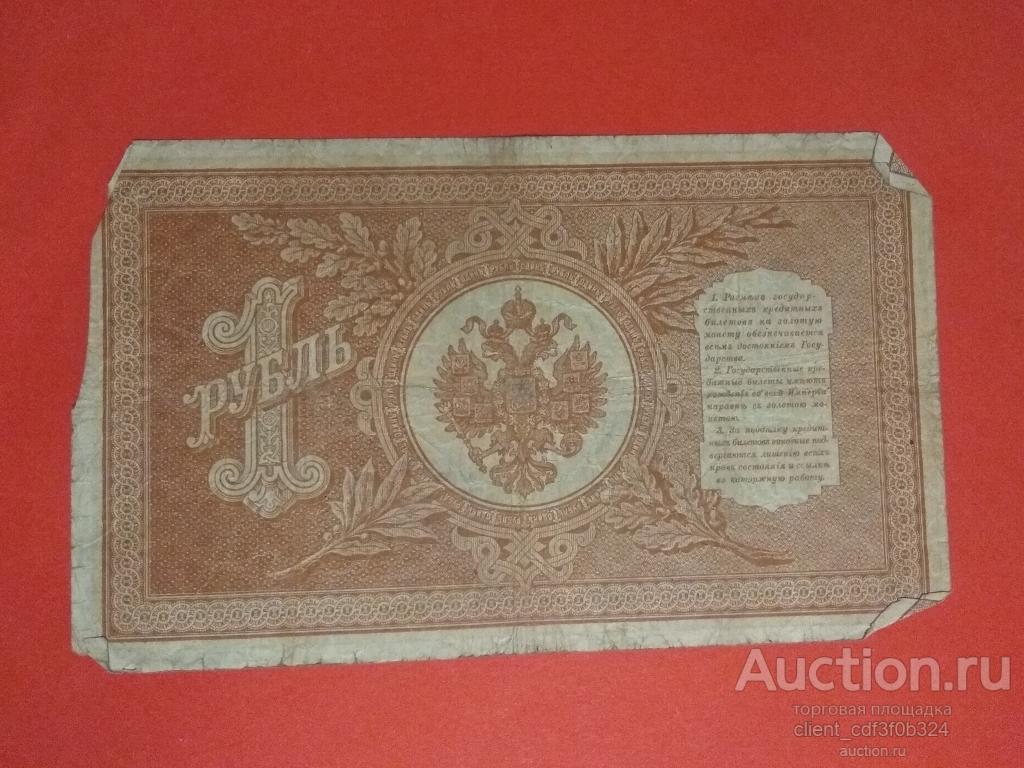 1
РУБЛЬ
1. Размѣнъ государ-
ственныхъ кредитныхъ
билетовъ на золотую
монету обезпечивается
всѣмъ достояніемъ Госу-
дарства.
2. Государственные кре-
дитные билеты имѣютъ
хожденіе во всей Имперіи
наравнѣ съ золотою мо-
нетою.
3. За поддѣлку кредит-
ныхъ билетовъ виновные под-
вергаются лишенію всѣхъ
правъ состоянія и ссылкѣ
въ каторжную работу.
Auction.ru
торговая площадка
client_cdf3f0b324
auction.ru